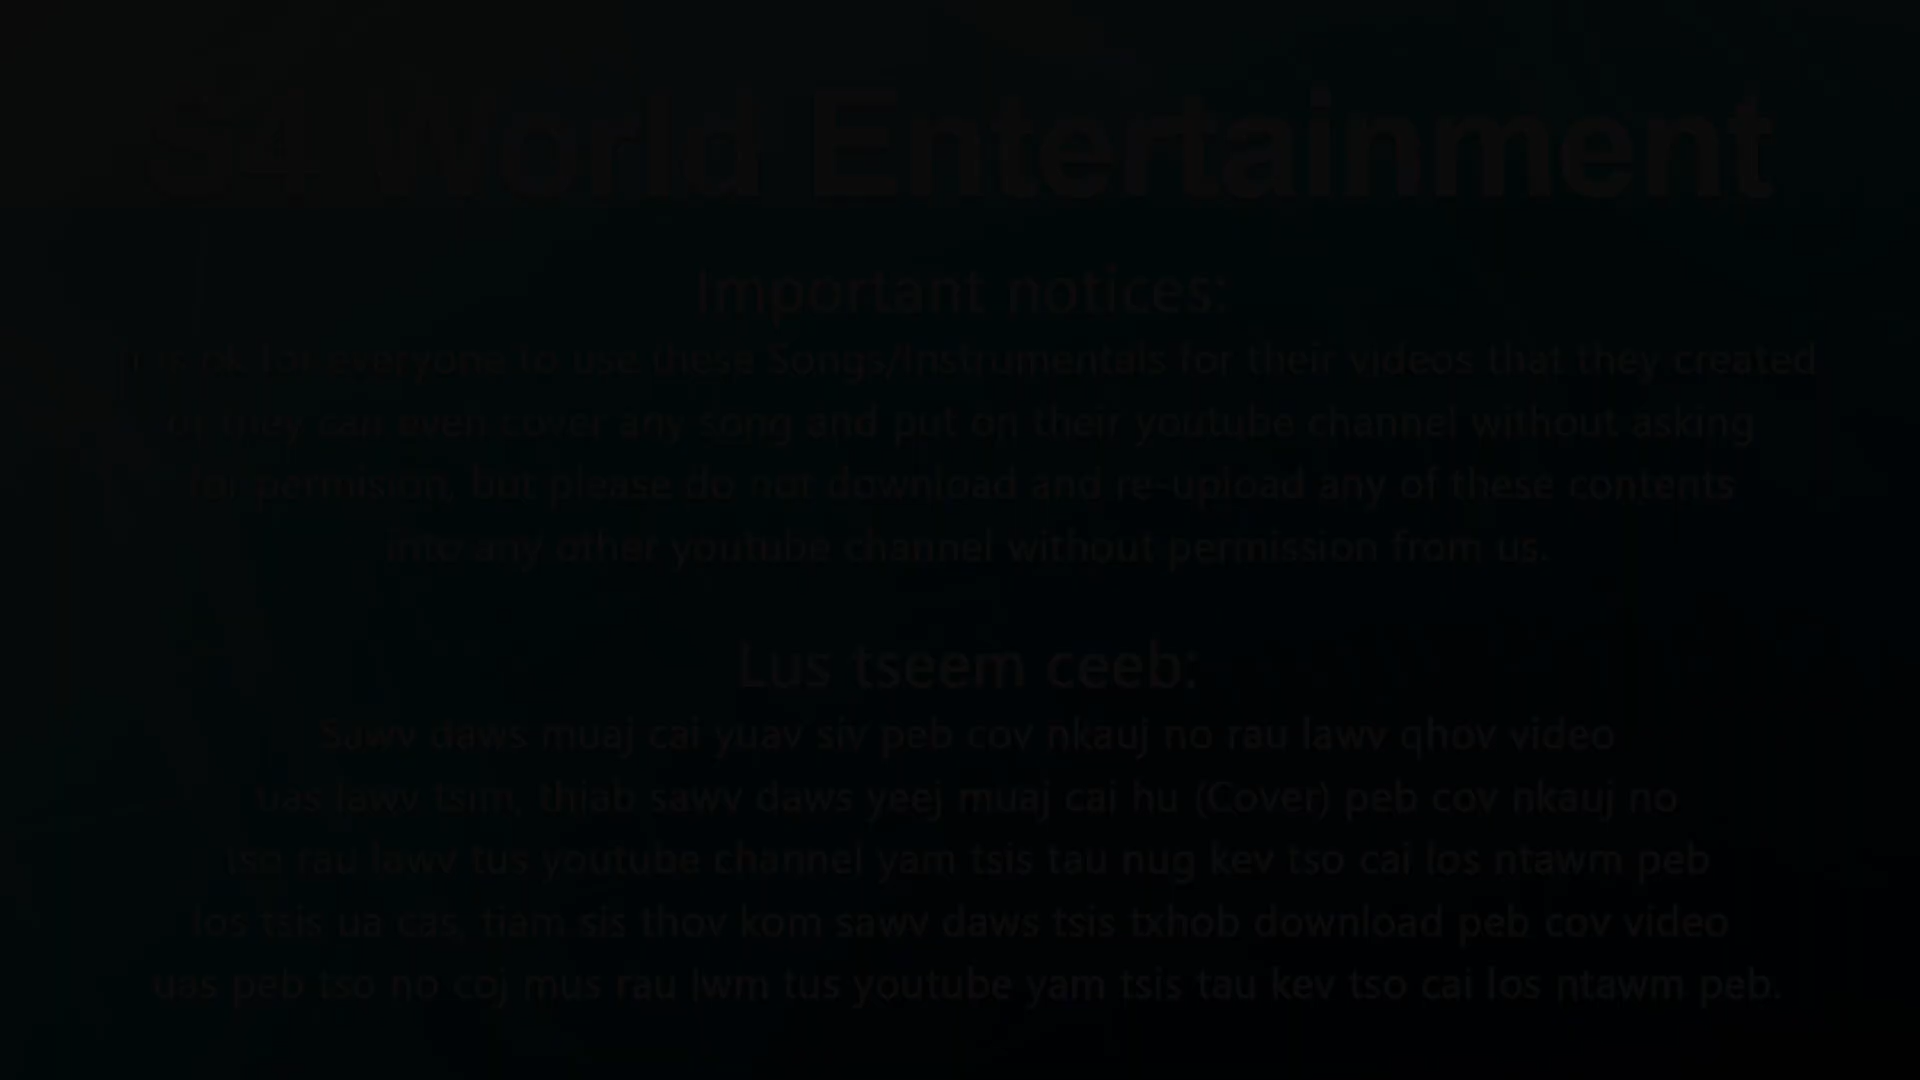 S4 World Entertainment
Important notices:
It is ok for everyone to use these Songs/Instrumentals for their videos that they created
or they can even cover any song and put on their youtube channel without asking
for permision, but please do not download and re-upload any of these contents
into any other youtube channel without permission from us.
Lus tseem ceeb:
Sawv daws muaj cai yuav siv peb cov nkauj no rau lawv qhov video
uas lawv tsim, thiab sawv daws yeej muaj cai hu (Cover) peb cov nkauj no
tso rau lawv tus youtube channel yam tsis tau nug kev tso cai los ntawm peb
los tsis ua cas, tiam sis thov kom sawv daws tsis txhob download peb cov video
uas peb tso no coj mus rau lwm tus youtube yam tsis tau kev tso cai los ntawm peb.